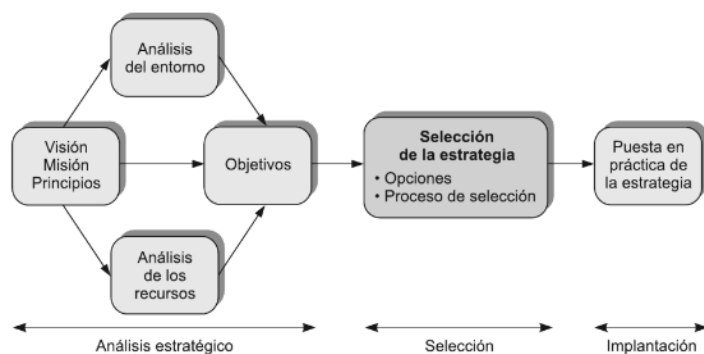 Análisis
del entorno
Visión
Misión
Principios
Objetivos
Análisis
de los
recursos
Selección
de la estrategia
• Opciones
• Proceso de selección
Puesta en
práctica de
la estrategia
Análisis estratégico
Selección
Implantación